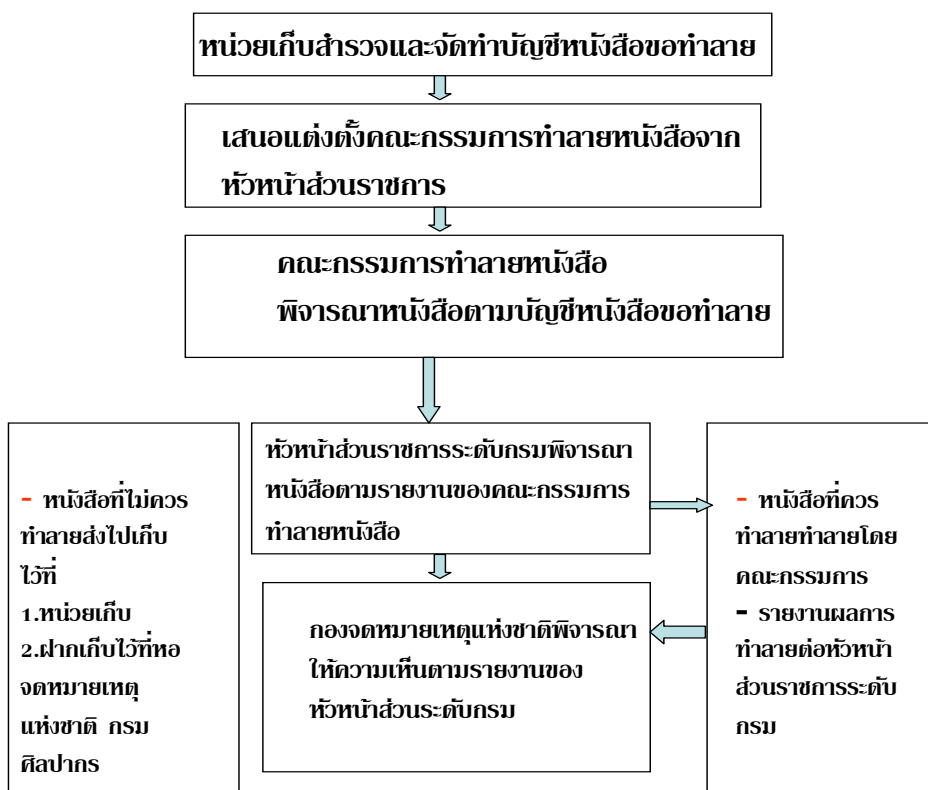 หน่วยเก็บสำรวจและจัดทำบัญชีหนังสือขอทำลาย
เสนอแต่งตั้งคณะกรรมการทำลายหนังสือจาก
หัวหน้าส่วนราชการ
คณะกรรมการทำลายหนังสือ
พิจารณาหนังสือตามบัญชีหนังสือขอทำลาย
หัวหน้าส่วนราชการระดับกรมพิจารณา
หนังสือตามรายงานของคณะกรรมการ
ทำลายหนังสือ
- หนังสือที่ไม่ควร
ทำลายส่งไปเก็บ
ไว้ที่
1.หน่วยเก็บ
2.ฝากเก็บไว้ที่หอ
จดหมายเหตุ
แห่งชาติ กรม
ศิลปากร
กองจดหมายเหตุแห่งชาติพิจารณา
ให้ความเห็นตามรายงานของ
หัวหน้าส่วนระดับกรม
- หนังสือที่ควร
ทำลายทำลายโดย
คณะกรรมการ
- รายงานผลการ
ทำลายต่อหัวหน้า
ส่วนราชการระดับ
กรม